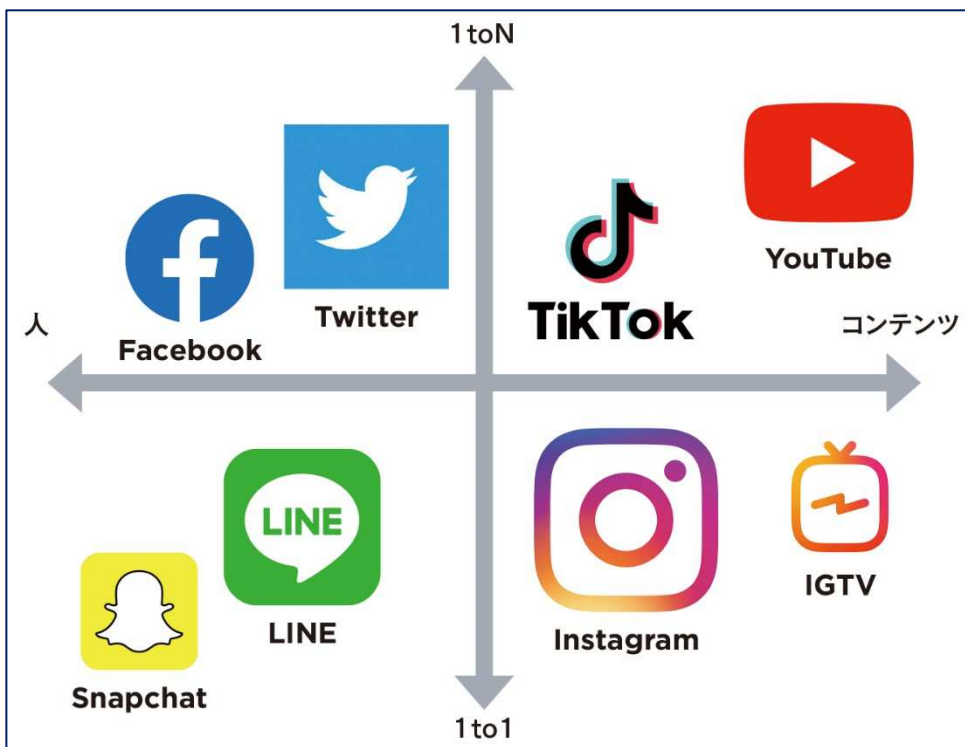 1toN
YouTube
TikTok
Twitter
Facebook
人
コンテンツ
LINE
LINE
Snapchat
Instagram
IGTV
1to1